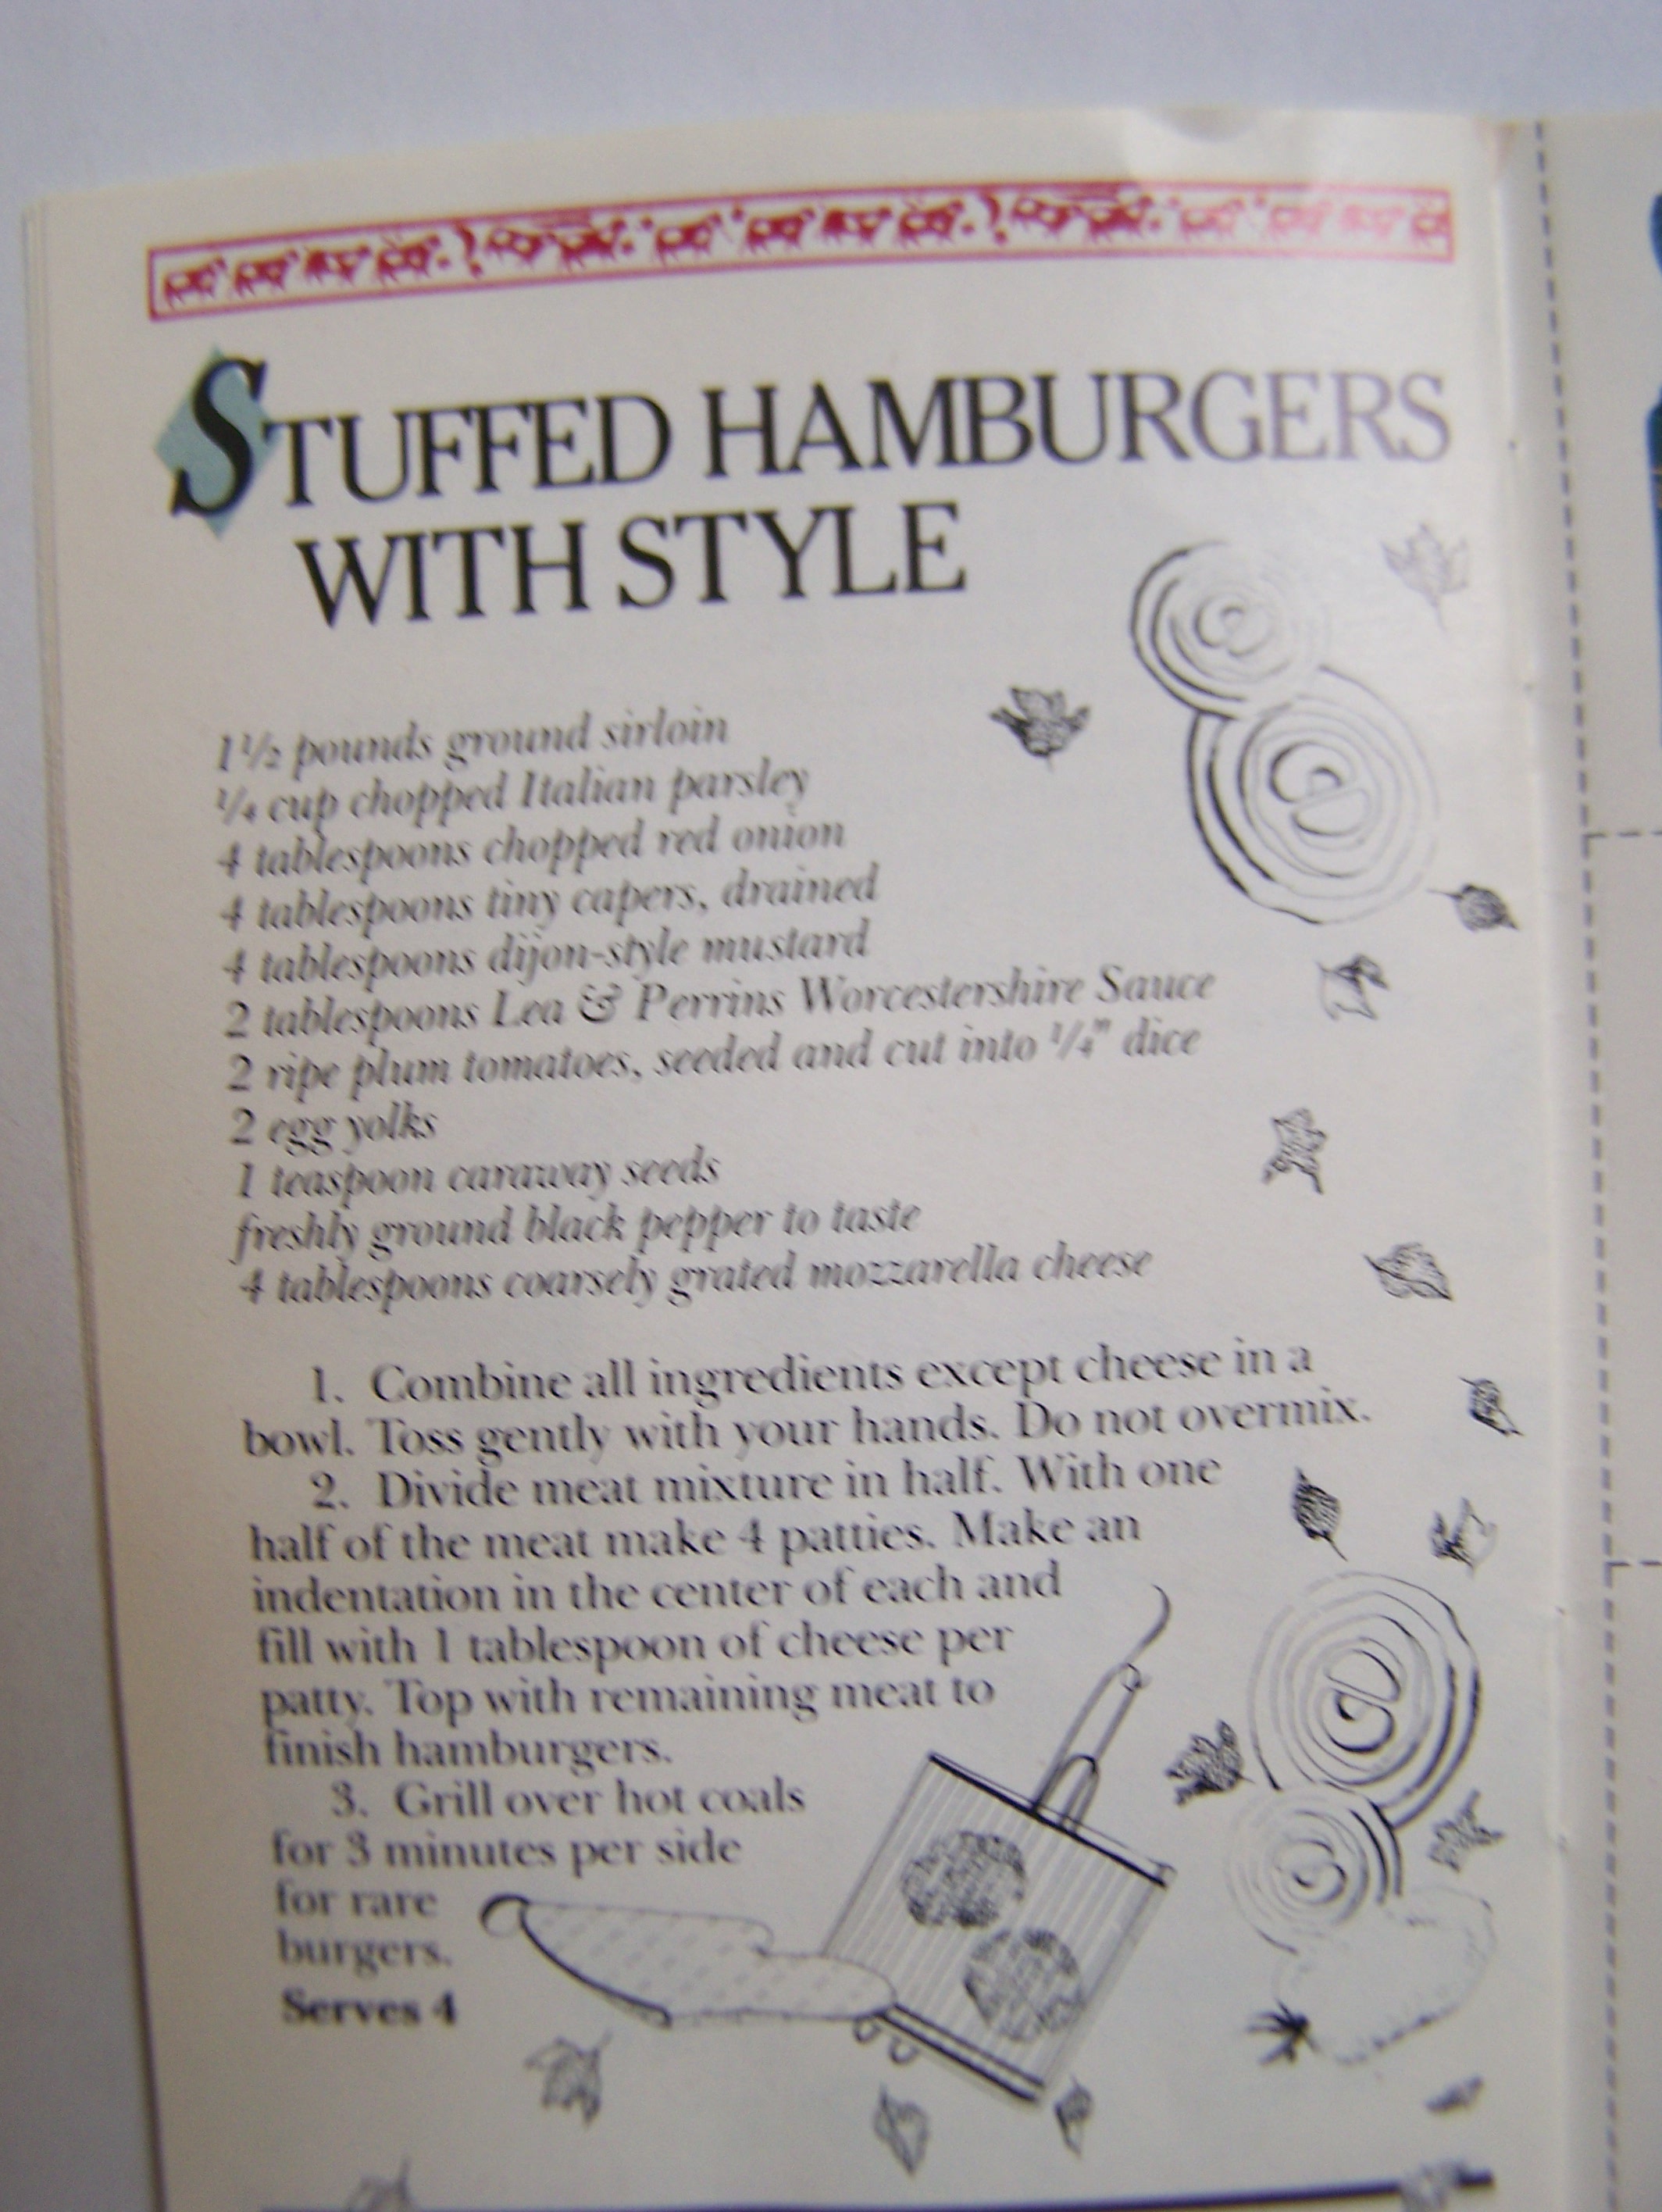 STUFFED HAMBURGERS
WITH STYLE
1½ pounds ground sirloin
¼ cup chopped Italian parsley
4 tablespoons chopped red onion
4 tablespoons tiny capers, drained
4 tablespoons dijon-style mustard
2 tablespoons Lea & Perrins Worcestershire Sauce
2 ripe plum tomatoes, seeded and cut into ¼" dice
2 egg yolks
1 teaspoon caraway seeds
freshly ground black pepper to taste
4 tablespoons coarsely grated mozzarella cheese
1. Combine all ingredients except cheese in a
bowl. Toss gently with your hands. Do not overmix.
2. Divide meat mixture in half. With one
half of the meat make 4 patties. Make an
indentation in the center of each and
fill with 1 tablespoon of cheese per
patty. Top with remaining meat to
finish hamburgers.
3. Grill over hot coals
for 3 minutes per side
for rare
burgers.
Serves 4